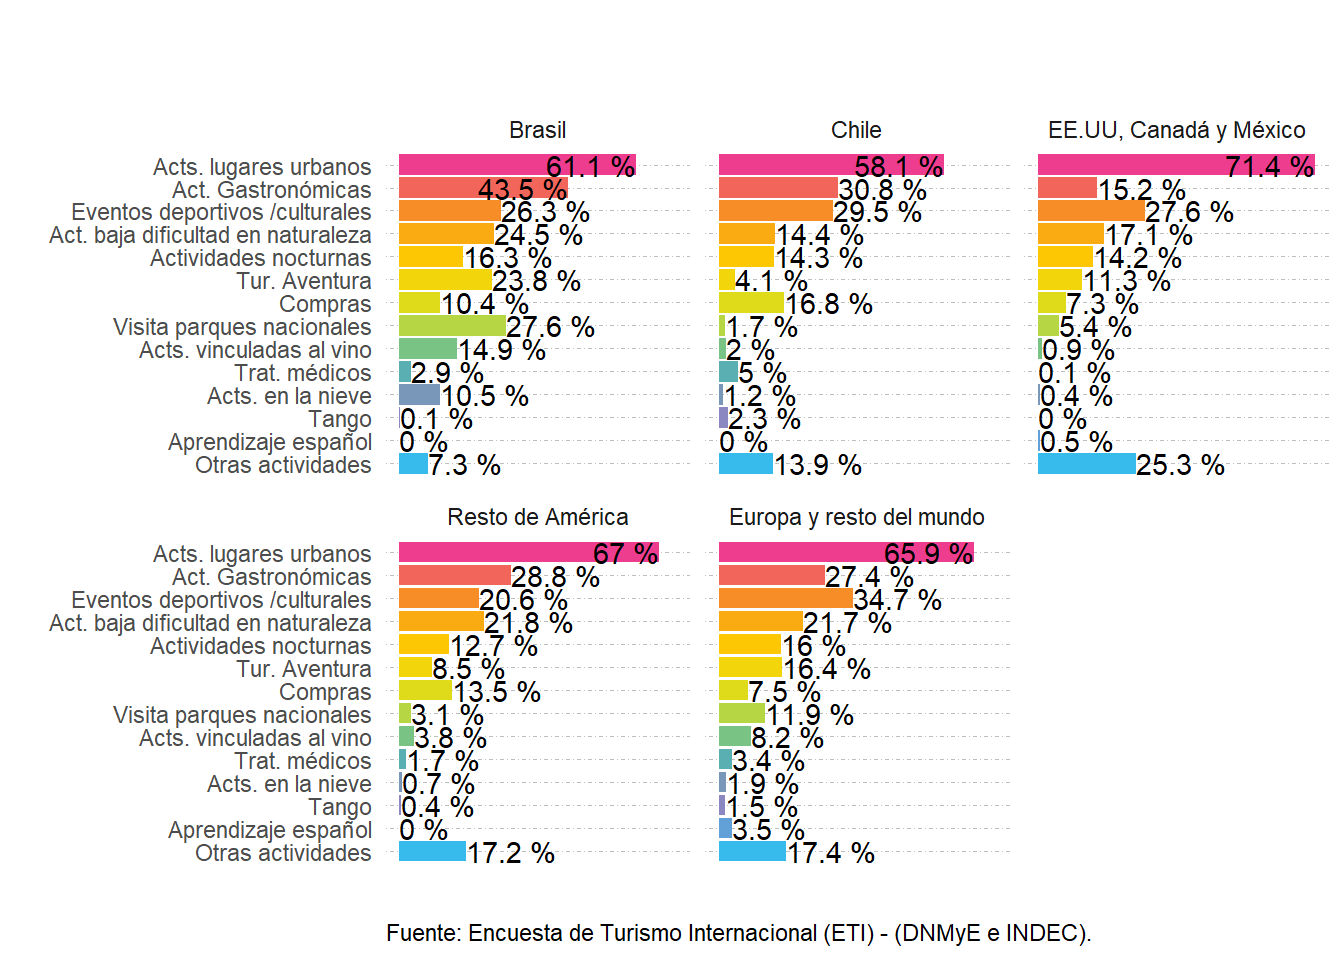 Brasil Chile EE.UU, Canadá y México
Acts. lugares urbanos 61.1 % 58.1 % 71.4 %
Act. Gastronómicas 43.5 % 30.8 % 15.2 %
Eventos deportivos /culturales 26.3 % 29.5 % 27.6 %
Act. baja dificultad en naturaleza 24.5 % 14.4 % 17.1 %
Actividades nocturnas 16.3 % 14.3 % 14.2 %
Tur. Aventura 23.8 % 4.1 % 11.3 %
Compras 10.4 % 16.8 % 7.3 %
Visita parques nacionales 27.6 % 1.7 % 5.4 %
Acts. vinculadas al vino 14.9 % 2 % 0.9 %
Trat. médicos 2.9 % 5 % 0.1 %
Acts. en la nieve 10.5 % 1.2 % 0.4 %
Tango 0.1 % 2.3 % 0 %
Aprendizaje español 0 % 0 % 0.5 %
Otras actividades 7.3 % 13.9 % 25.3 %
Resto de América Europa y resto del mundo
Acts. lugares urbanos 67 % 65.9 %
Act. Gastronómicas 28.8 % 27.4 %
Eventos deportivos /culturales 20.6 % 34.7 %
Act. baja dificultad en naturaleza 21.8 % 21.7 %
Actividades nocturnas 12.7 % 16 %
Tur. Aventura 8.5 % 16.4 %
Compras 13.5 % 7.5 %
Visita parques nacionales 3.1 % 11.9 %
Acts. vinculadas al vino 3.8 % 8.2 %
Trat. médicos 1.7 % 3.4 %
Acts. en la nieve 0.7 % 1.9 %
Tango 0.4 % 1.5 %
Aprendizaje español 0 % 3.5 %
Otras actividades 17.2 % 17.4 %
Fuente: Encuesta de Turismo Internacional (ETI) - (DNMyE e INDEC).